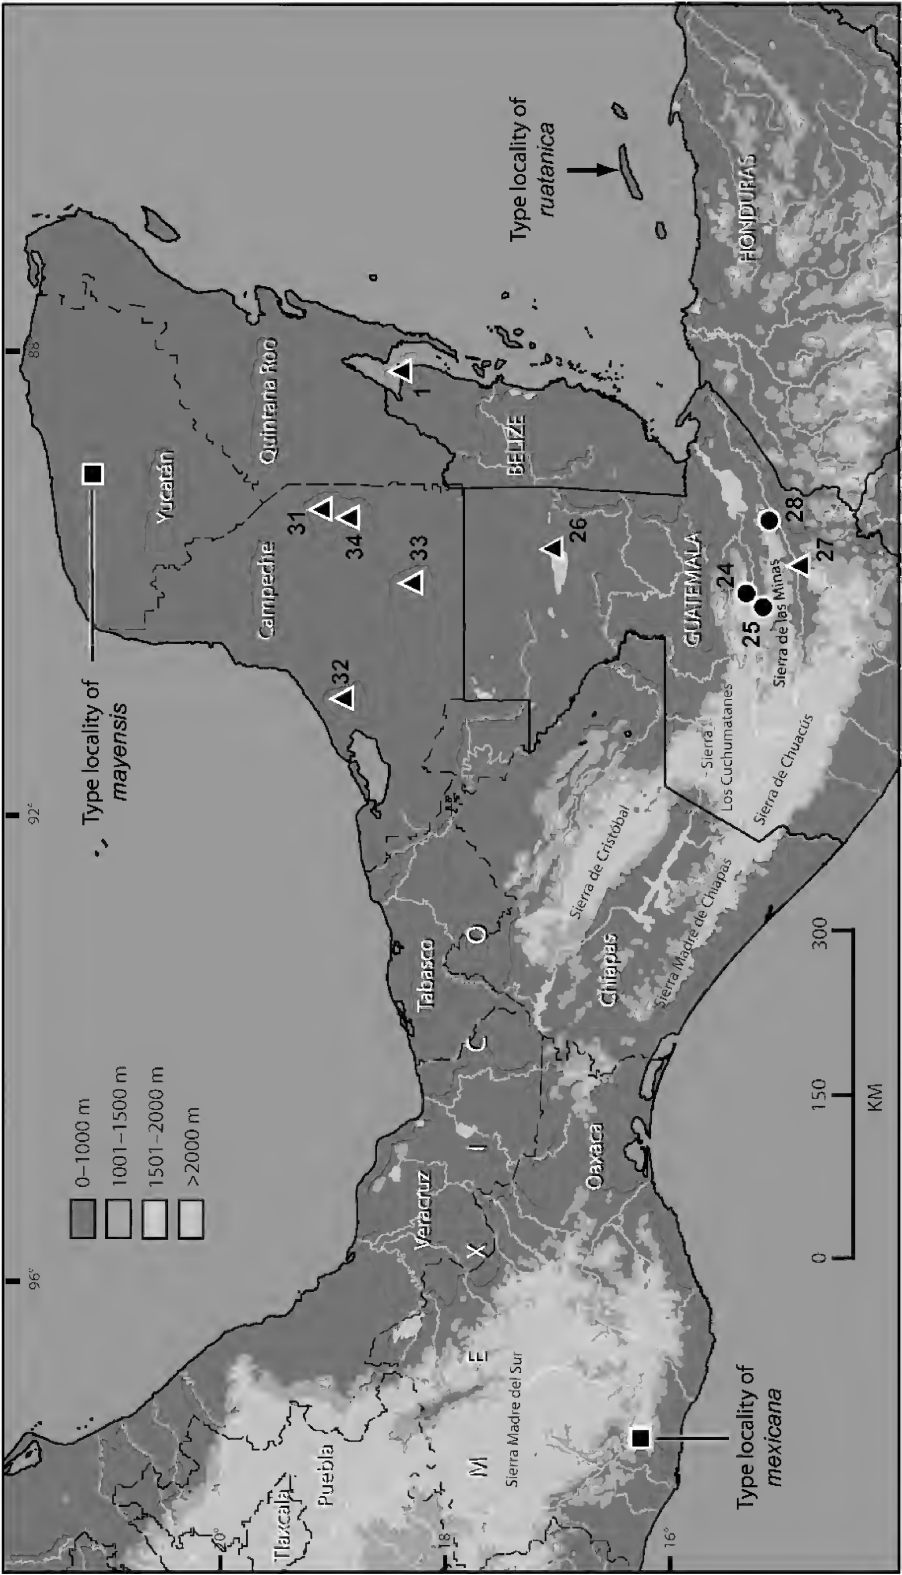 96°
92°
88°
20°
18°
16°
0–1000 m
1001–1500 m
1501–2000 m
>2000 m
Type locality of
mayensis
Yucatán
Quintana Roo
Campeche
31
34
33
32
1
BELIZE
26
Type locality of
ruatanica
Tlaxcala
Puebla
Veracruz
Tabasco
M E X I C O
Sierra Madre del Sur
Oaxaca
Chiapas
Sierra de Cristóbal
Sierra Madre de Chiapas
GUATEMALA
Sierra
Los Cuchumatanes
Sierra de Chuacús
Sierra de las Minas
24
25
28
27
HONDURAS
Type locality of
mexicana
0
150
300
KM